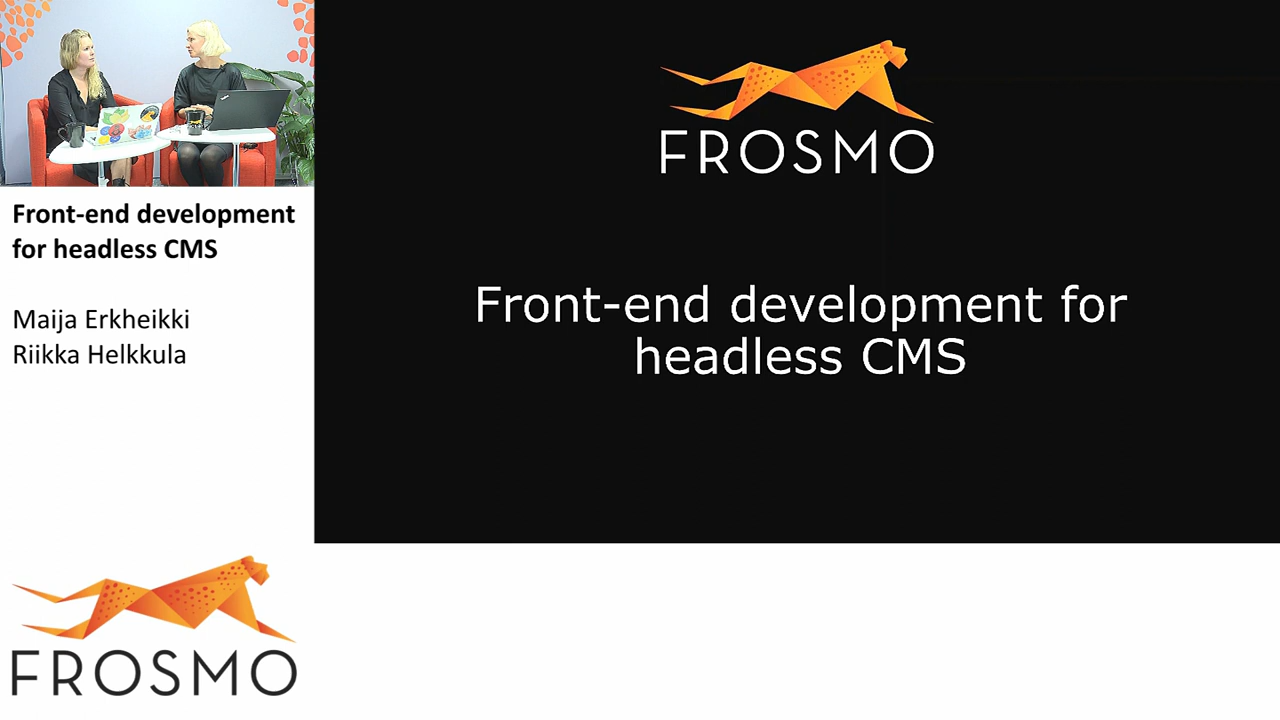 Front-end development
for headless CMS
Maija Erkheikki
Riikka Helkkula
FROSMO
FROSMO
Front-end development for
headless CMS